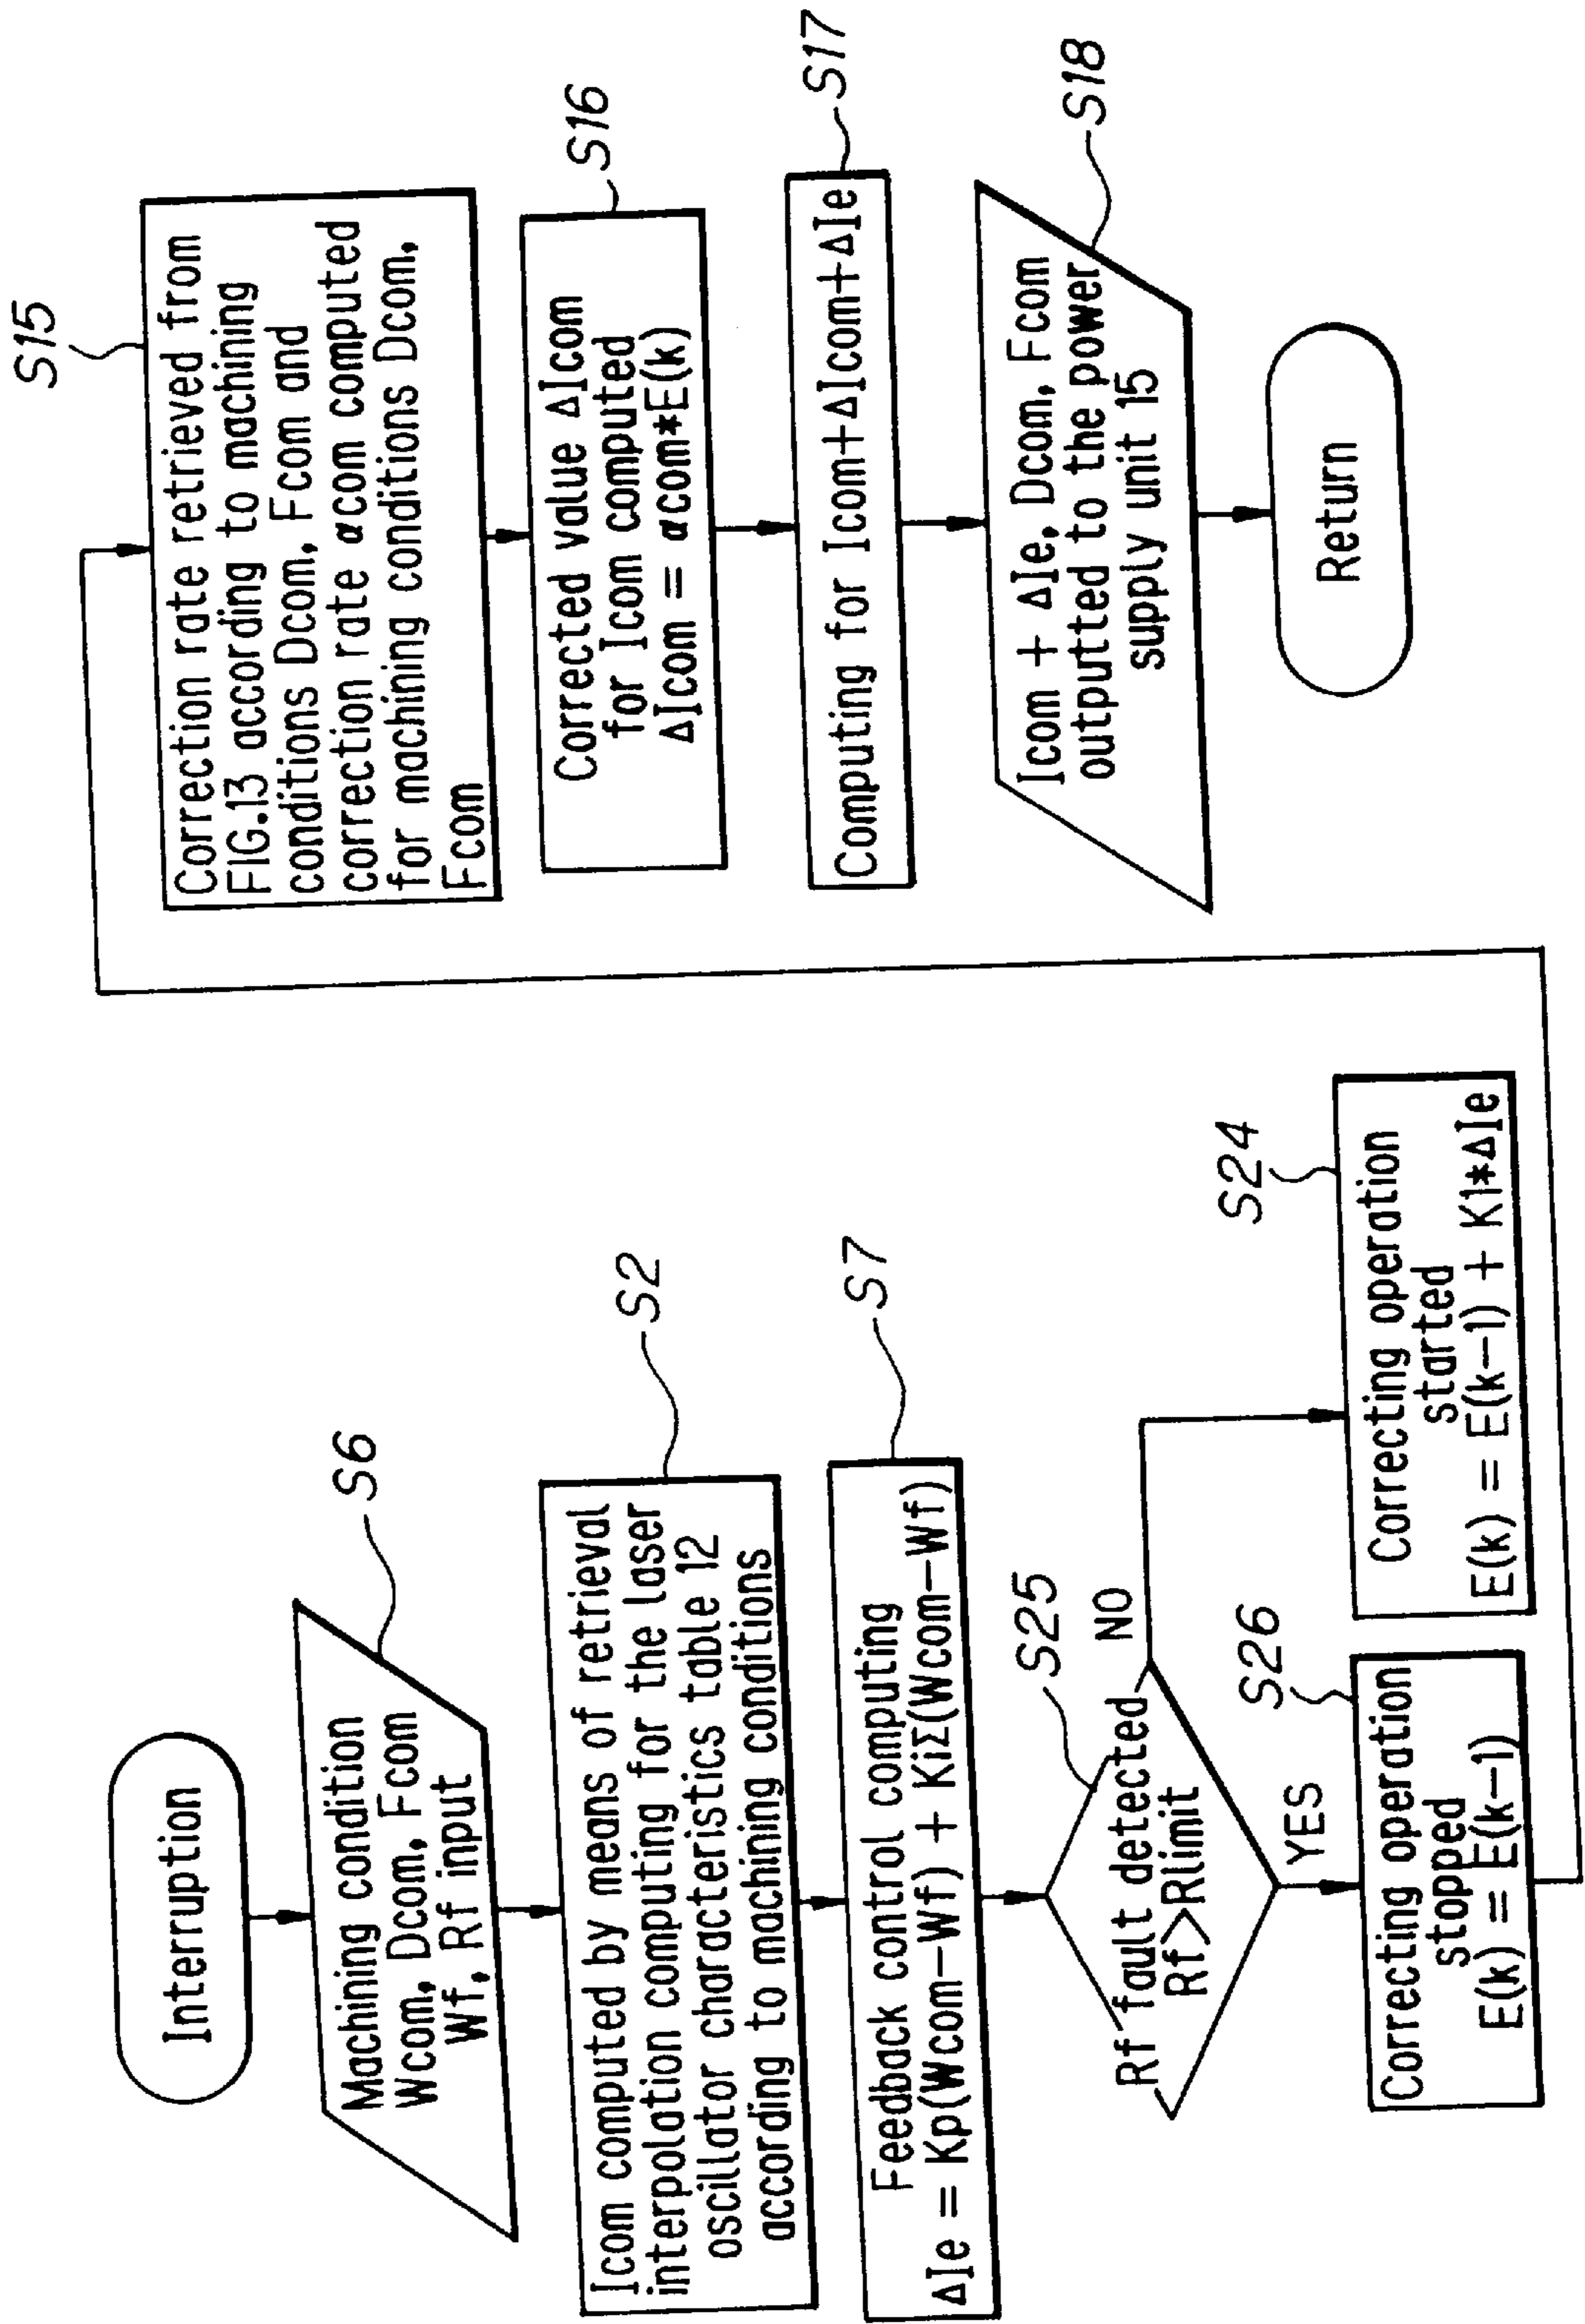 Interruption
Machining condition
Wcom, Dcom, Fcom
Wf, Rf input
S6
Icom computed by means of retrieval
interpolation computing for the laser
oscillator characteristics table 12
according to machining conditions
S2
Feedback control computing
ΔIe = Kp(Wcom−Wf) + KiΣ(Wcom−Wf)
S7
Rf fault detected
Rf>Rlimit
S25
NO
YES
Correcting operation
stopped
E(k) = E(k−1)
S26
Correcting operation
started
E(k) = E(k−1) + K1*ΔIe
S24
Correction rate retrieved from
FIG.13 according to machining
conditions Dcom, Fcom and
correction rate αcom computed
for machining conditions Dcom,
Fcom
S15
Corrected value ΔIcom
for Icom computed
ΔIcom = αcom*E(k)
S16
Computing for Icom+ΔIcom+ΔIe
S17
Icom + ΔIe, Dcom, Fcom
outputted to the power
supply unit 15
S18
Return